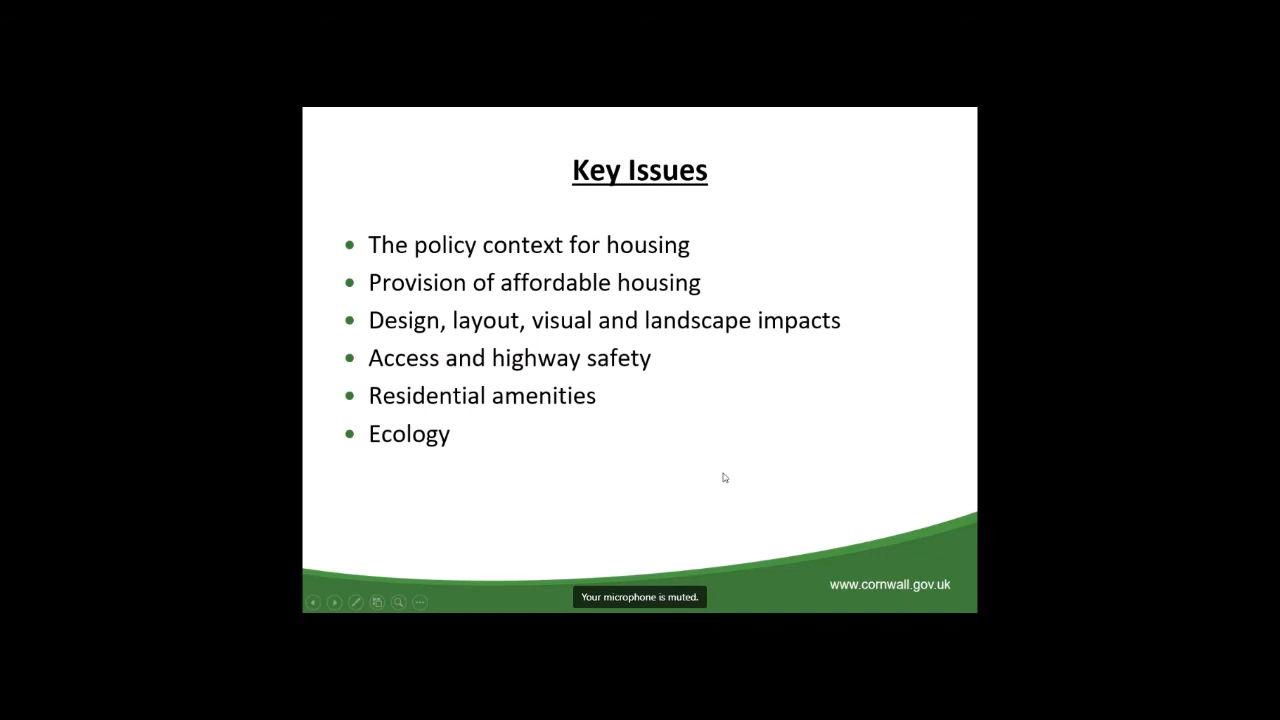 Key Issues
The policy context for housing
Provision of affordable housing
Design, layout, visual and landscape impacts
Access and highway safety
Residential amenities
Ecology
www.cornwall.gov.uk
Your microphone is muted.